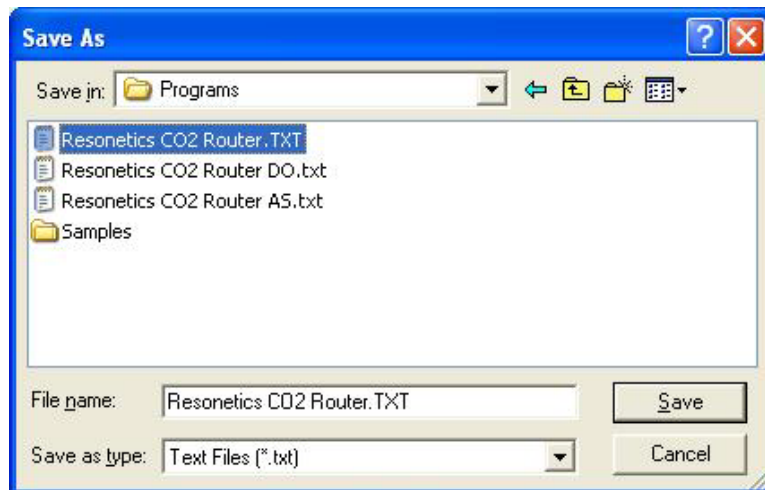 Save As
Save in: Programs
Resonetics CO2 Router.TXT
Resonetics CO2 Router DO.txt
Resonetics CO2 Router AS.txt
Samples
File name: Resonetics CO2 Router.TXT Save
Save as type: Text Files (*.txt) Cancel